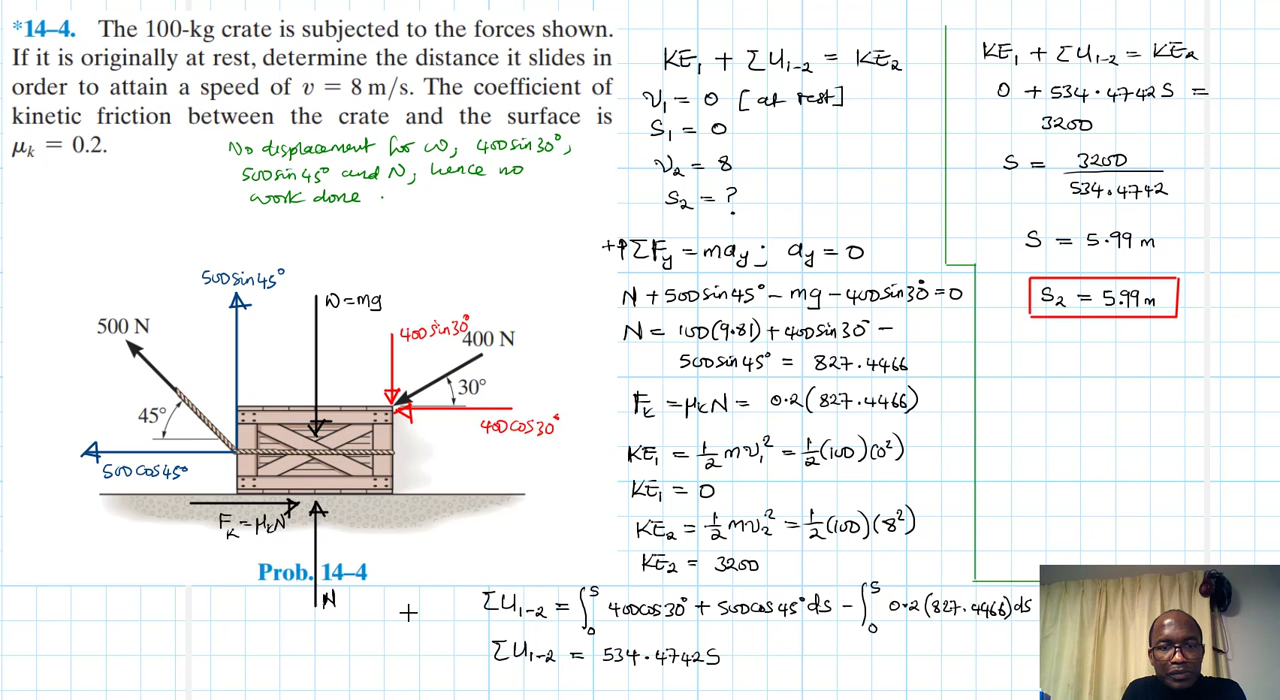 *14–4. The 100-kg crate is subjected to the forces shown.
If it is originally at rest, determine the distance it slides in
order to attain a speed of v = 8 m/s. The coefficient of
kinetic friction between the crate and the surface is
μk = 0.2.
No displacement for W, 400sin30°,
500sin45° and N, hence no
work done.
500sin45°
W=mg
500 N
400sin30°
400 N
30°
45°
400cos30°
500cos45°
Fk=μkN
Prob. 14–4
N
KE₁ + ΣU₁₋₂ = KE₂
v₁ = 0 [at rest]
S₁ = 0
v₂ = 8
S₂ = ?
+↑ΣFy = may; ay = 0
N + 500sin45° − mg − 400sin30° = 0
N = 100(9.81) + 400sin30° −
500sin45° = 827.4466
Fk = μkN = 0.2(827.4466)
KE₁ = ½mv₁² = ½(100)(0²)
KE₁ = 0
KE₂ = ½mv₂² = ½(100)(8²)
KE₂ = 3200
+ ΣU₁₋₂ = ∫₀ˢ 400cos30° + 500cos45° ds − ∫₀ˢ 0.2(827.4466)ds
ΣU₁₋₂ = 534.4742S
KE₁ + ΣU₁₋₂ = KE₂
0 + 534.4742S =
3200
S = 3200
534.4742
S = 5.99m
S₂ = 5.99m